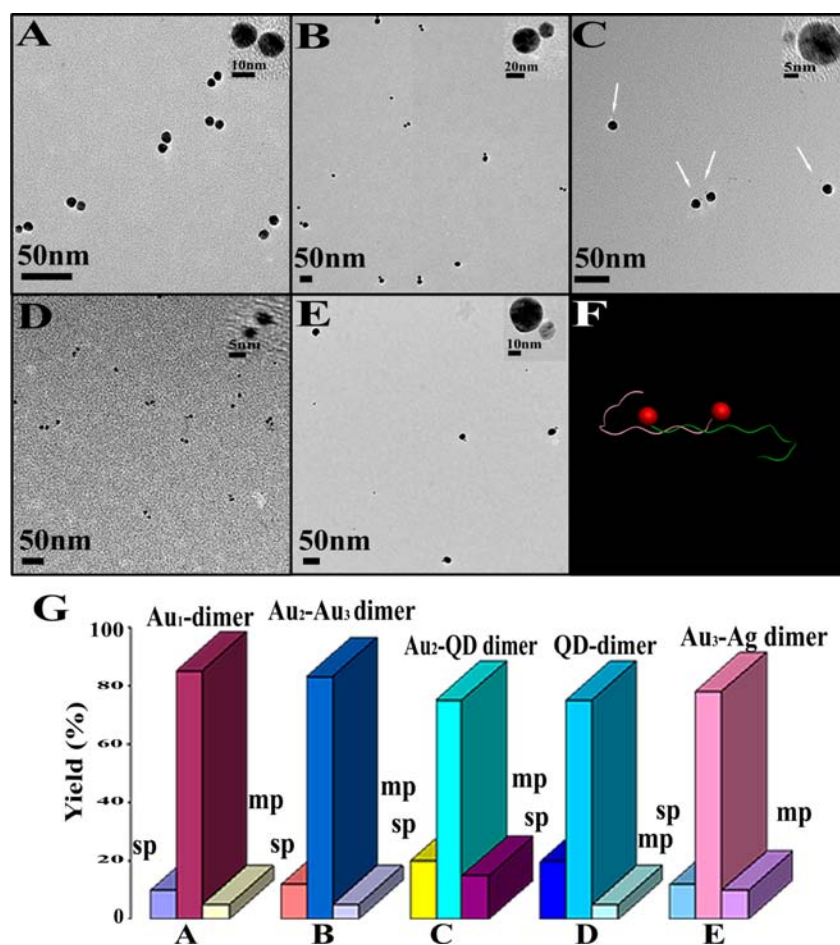 A
10nm
50nm
B
20nm
50nm
C
5nm
50nm
D
5nm
50nm
E
10nm
50nm
F
G
Yield (%)
100
80
60
40
20
0
Au₁-dimer
Au₂-Au₃ dimer
Au₂-QD dimer
QD-dimer
Au₃-Ag dimer
sp
mp
sp
mp
sp
mp
sp
mp
sp
mp
A
B
C
D
E